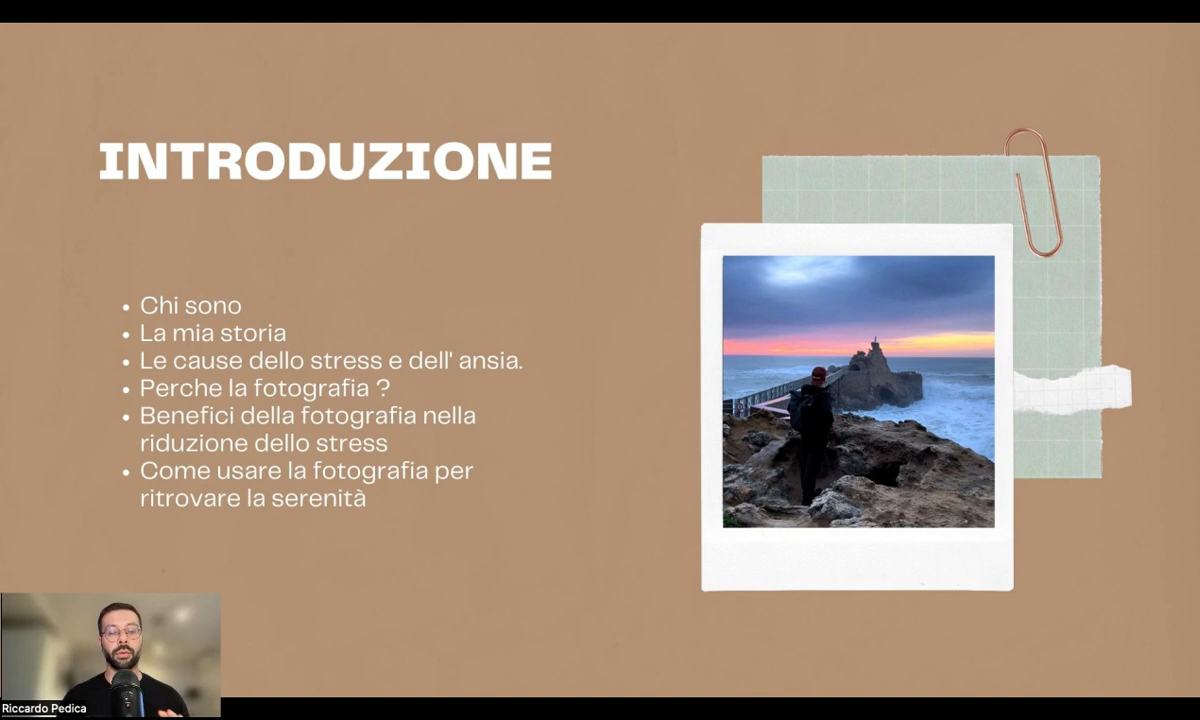 INTRODUZIONE
• Chi sono
• La mia storia
• Le cause dello stress e dell' ansia.
• Perche la fotografia ?
• Benefici della fotografia nella
riduzione dello stress
• Come usare la fotografia per
ritrovare la serenità
Riccardo Pedica